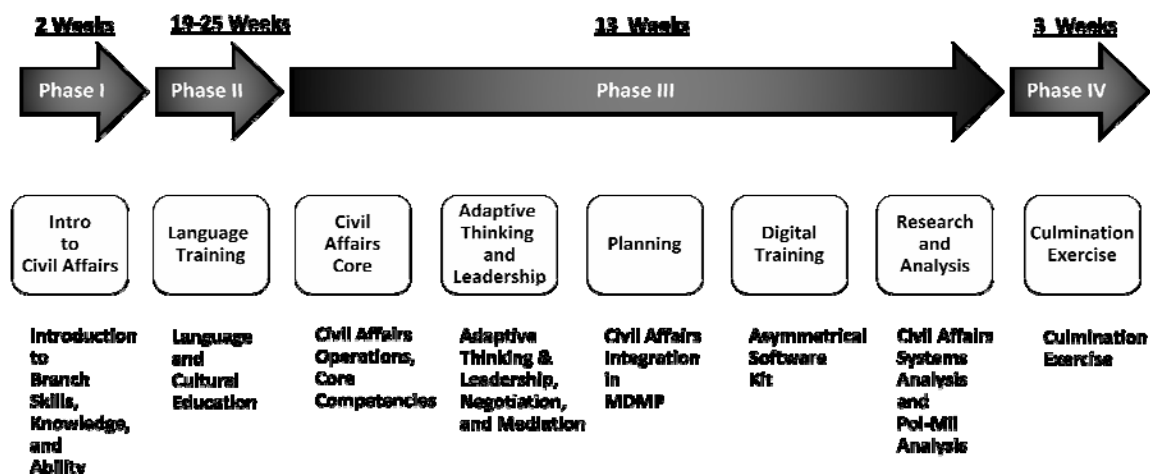 2 Weeks
19-25 Weeks
13 Weeks
3 Weeks
Phase I
Phase II
Phase III
Phase IV
Intro
to
Civil Affairs
Language
Training
Civil
Affairs
Core
Adaptive
Thinking
and
Leadership
Planning
Digital
Training
Research
and
Analysis
Culmination
Exercise
Introduction
to
Branch
Skills,
Knowledge,
and
Ability
Language
and
Cultural
Education
Civil Affairs
Operations,
Core
Competencies
Adaptive
Thinking &
Leadership,
Negotiation,
and Mediation
Civil Affairs
Integration
in
MDMP
Asymmetrical
Software
Kit
Civil Affairs
Systems
Analysis
and
Pol-Mil
Analysis
Culmination
Exercise